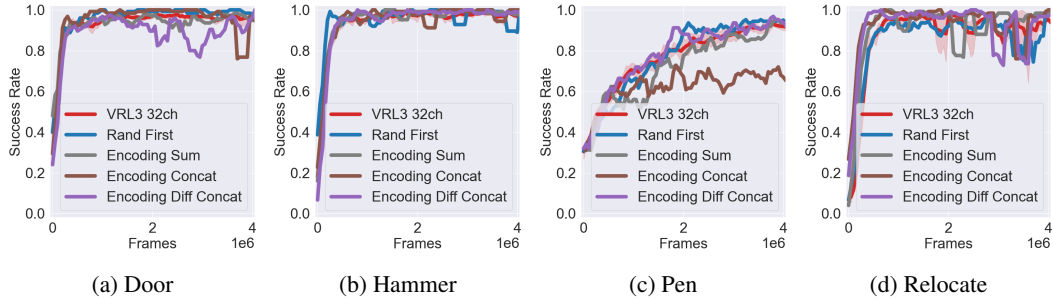 1.0
0.8
0.6
0.4
0.2
0.0
Success Rate
VRL3 32ch
Rand First
Encoding Sum
Encoding Concat
Encoding Diff Concat
0 2 4
Frames 1e6
(a) Door
1.0
0.8
0.6
0.4
0.2
0.0
Success Rate
VRL3 32ch
Rand First
Encoding Sum
Encoding Concat
Encoding Diff Concat
0 2 4
Frames 1e6
(b) Hammer
1.0
0.8
0.6
0.4
0.2
0.0
Success Rate
VRL3 32ch
Rand First
Encoding Sum
Encoding Concat
Encoding Diff Concat
0 2 4
Frames 1e6
(c) Pen
1.0
0.8
0.6
0.4
0.2
0.0
Success Rate
VRL3 32ch
Rand First
Encoding Sum
Encoding Concat
Encoding Diff Concat
0 2 4
Frames 1e6
(d) Relocate